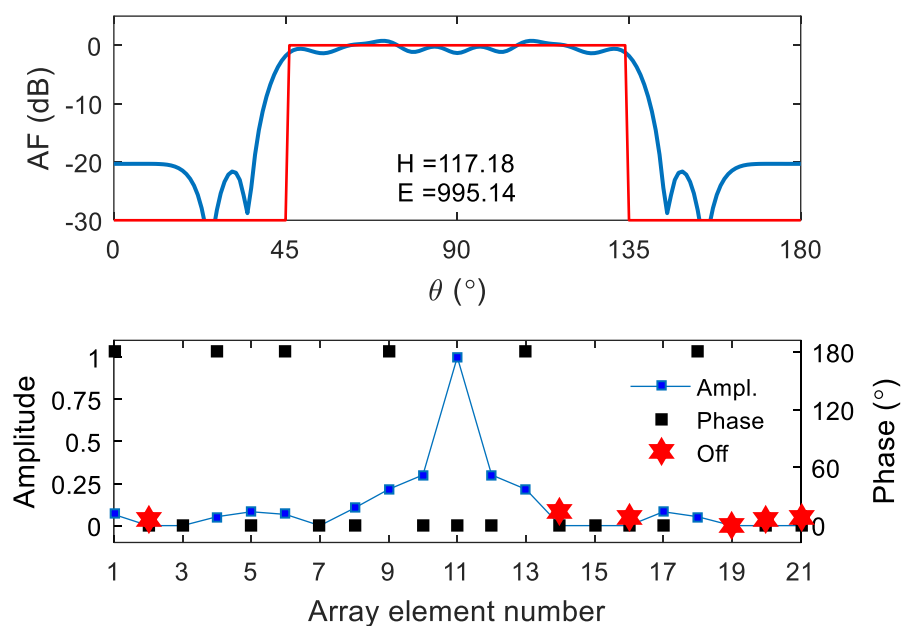 0
-10
-20
-30
AF (dB)
H =117.18
E =995.14
0 45 90 135 180
θ (°)
1
0.75
0.5
0.25
0
Amplitude
Ampl.
Phase
Off
180
120
60
0
Phase (°)
1 3 5 7 9 11 13 15 17 19 21
Array element number